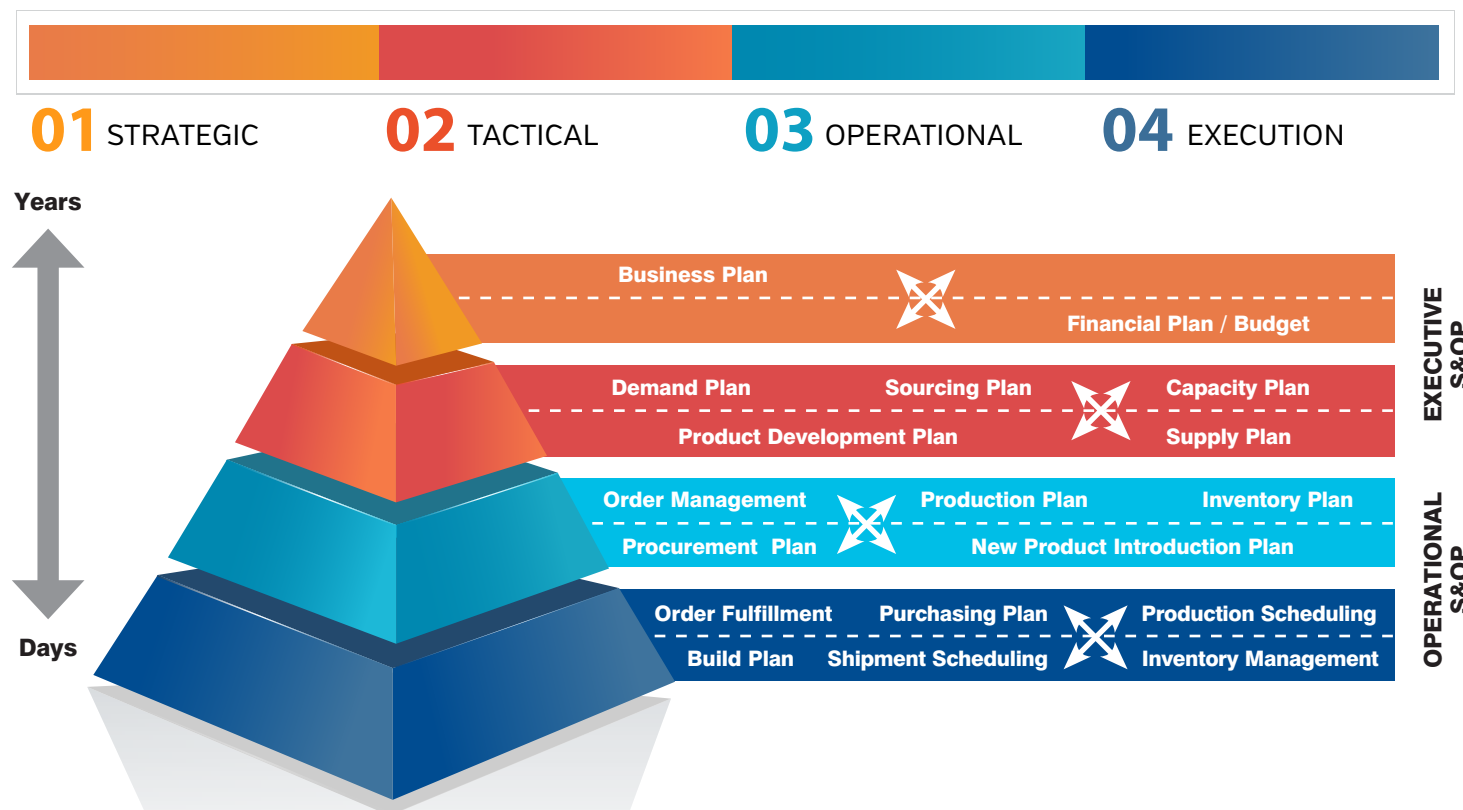 01 STRATEGIC
02 TACTICAL
03 OPERATIONAL
04 EXECUTION
Years
Days
Business Plan
Financial Plan / Budget
Demand Plan Sourcing Plan Capacity Plan
Product Development Plan Supply Plan
Order Management Production Plan Inventory Plan
Procurement Plan New Product Introduction Plan
Order Fulfillment Purchasing Plan Production Scheduling
Build Plan Shipment Scheduling Inventory Management
EXECUTIVE
S&OP
OPERATIONAL
S&OP